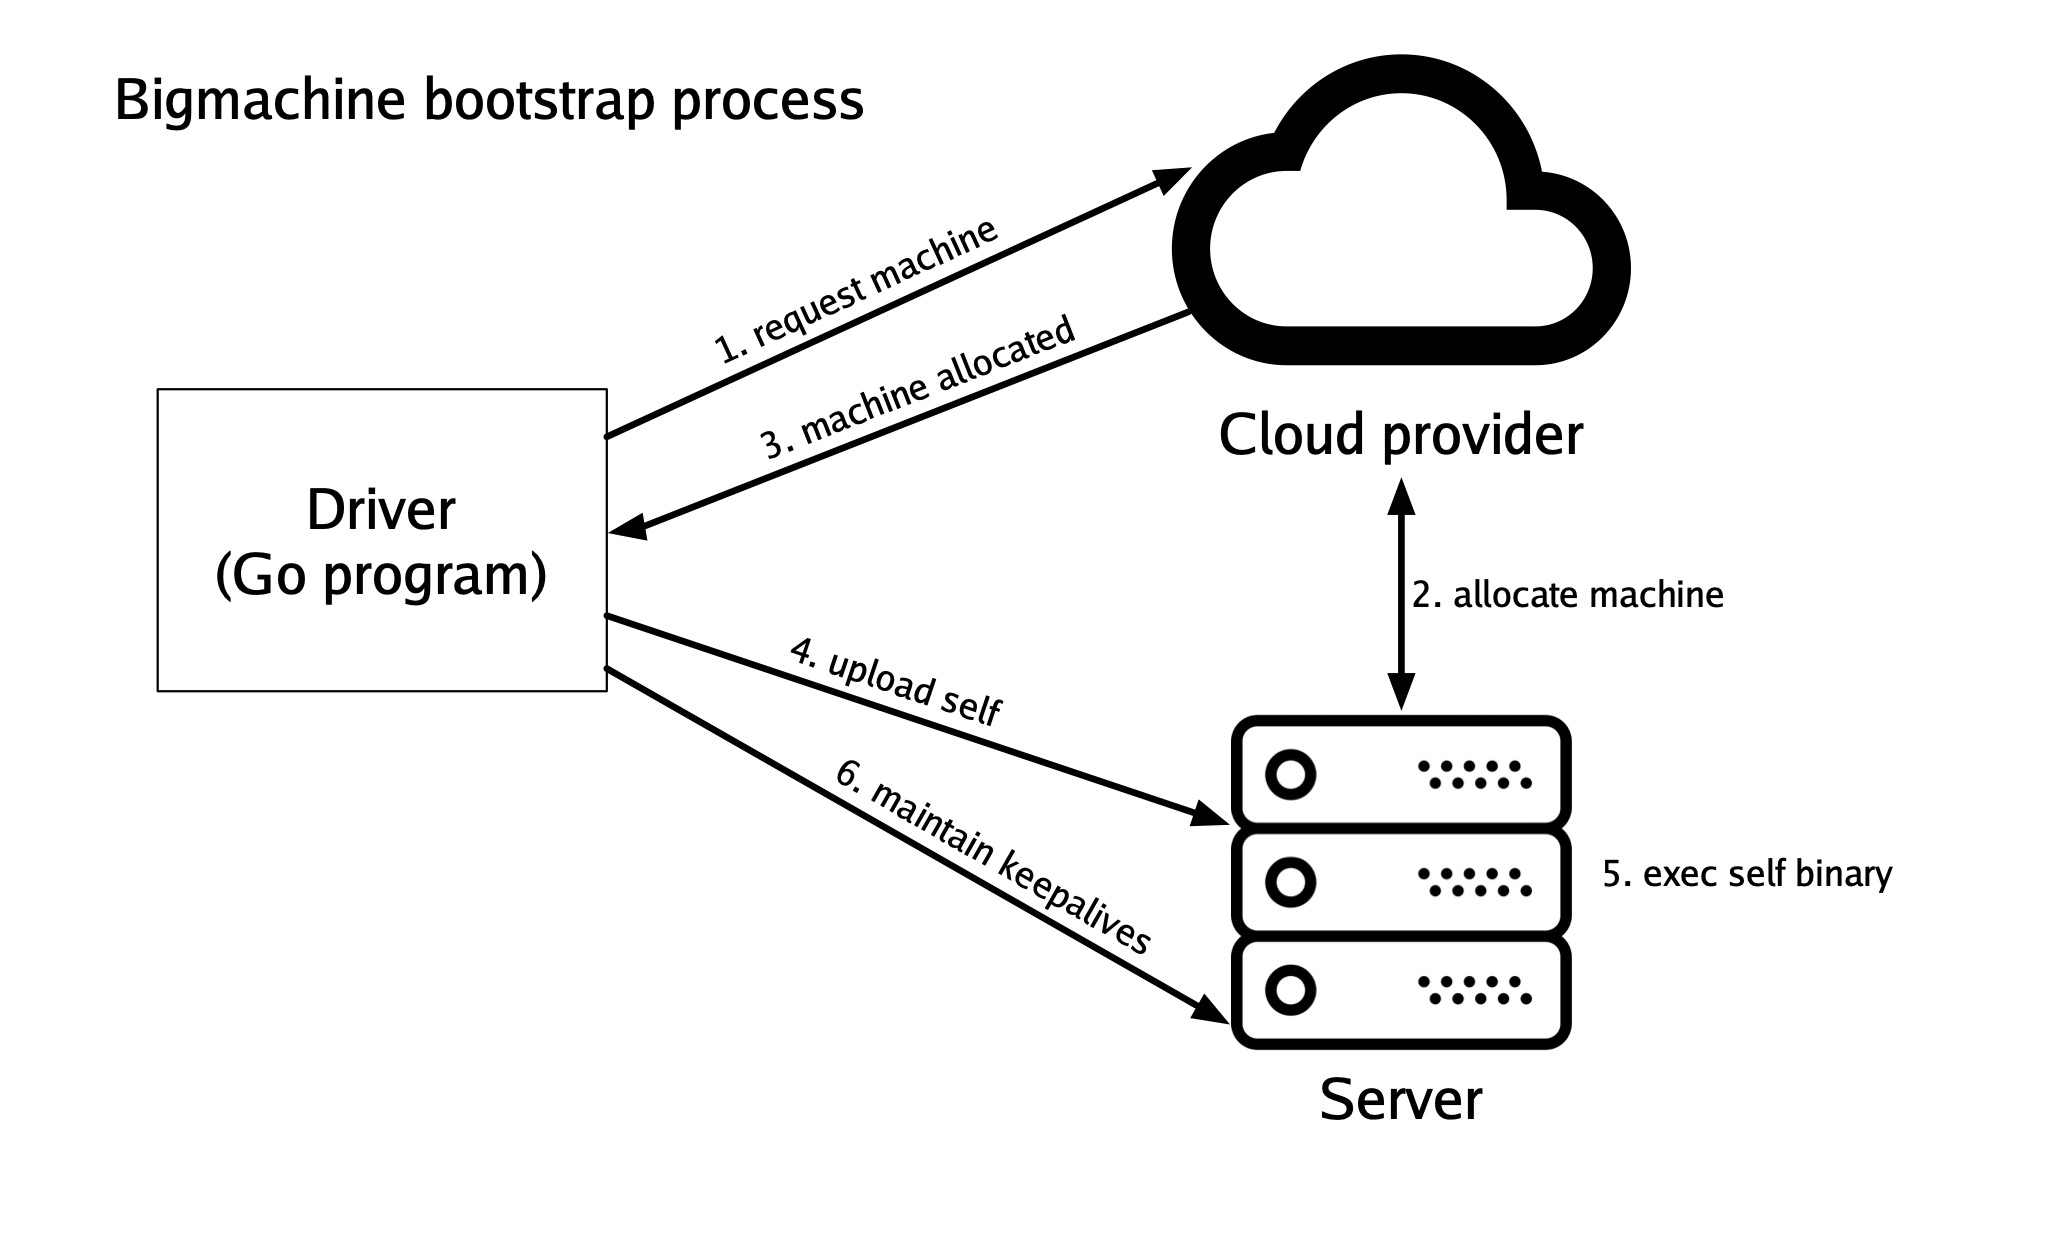 Bigmachine bootstrap process
1. request machine
3. machine allocated
Cloud provider
Driver
(Go program)
2. allocate machine
4. upload self
6. maintain keepalives
5. exec self binary
Server